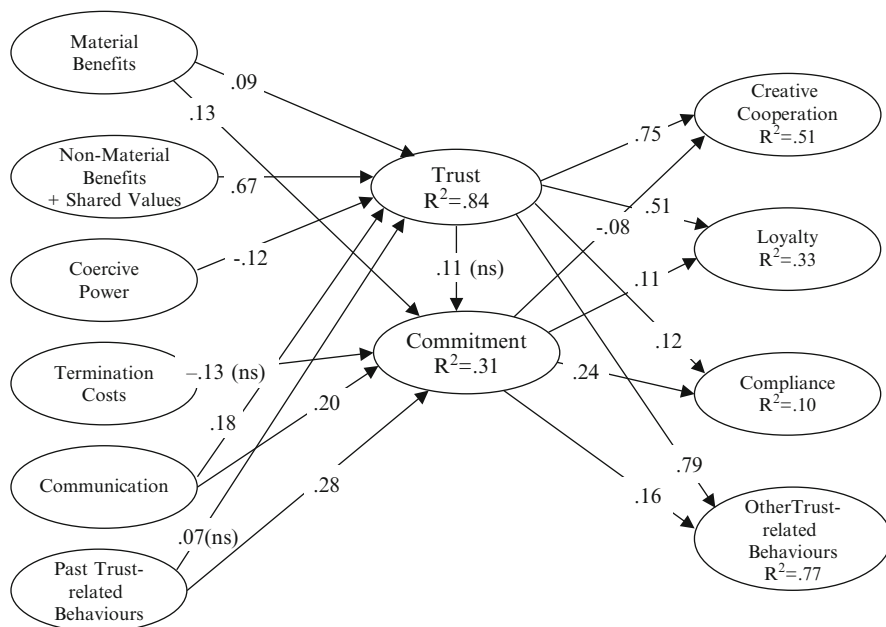 Material
Benefits
.09
.13
Non-Material
Benefits
+ Shared Values
.67
Coercive
Power
-.12
Termination
Costs
–.13 (ns)
.18
.20
Communication
.28
.07(ns)
Past Trust-
related
Behaviours
Trust
R²=.84
.11 (ns)
Commitment
R²=.31
.75
-.08
.51
.11
.12
.24
.79
.16
Creative
Cooperation
R²=.51
Loyalty
R²=.33
Compliance
R²=.10
OtherTrust-
related
Behaviours
R²=.77